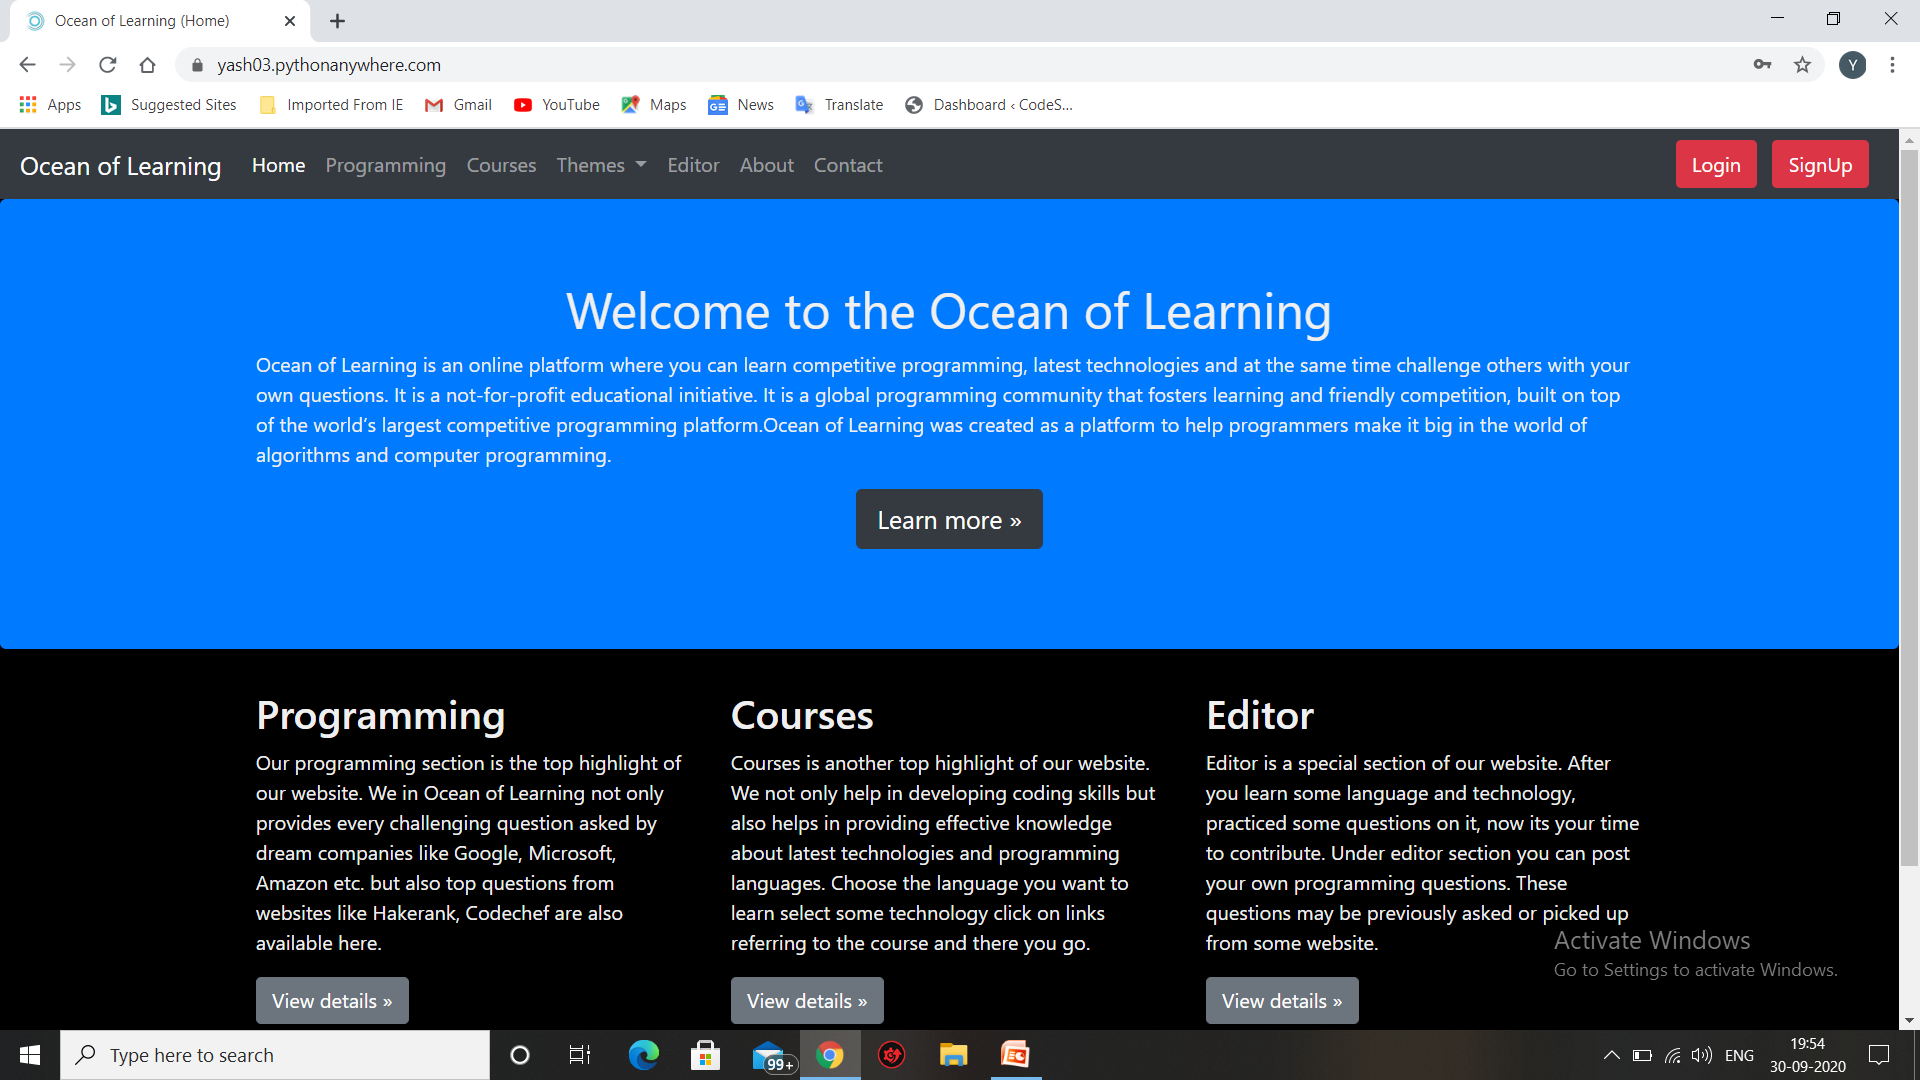 Ocean of Learning (Home)
yash03.pythonanywhere.com
Y
Apps
Suggested Sites
Imported From IE
Gmail
YouTube
Maps
News
Translate
Dashboard ‹ CodeS...
Ocean of Learning
Home
Programming
Courses
Themes
Editor
About
Contact
Login
SignUp
Welcome to the Ocean of Learning
Ocean of Learning is an online platform where you can learn competitive programming, latest technologies and at the same time challenge others with your
own questions. It is a not-for-profit educational initiative. It is a global programming community that fosters learning and friendly competition, built on top
of the world’s largest competitive programming platform.Ocean of Learning was created as a platform to help programmers make it big in the world of
algorithms and computer programming.
Learn more »
Programming
Our programming section is the top highlight of
our website. We in Ocean of Learning not only
provides every challenging question asked by
dream companies like Google, Microsoft,
Amazon etc. but also top questions from
websites like Hakerank, Codechef are also
available here.
View details »
Courses
Courses is another top highlight of our website.
We not only help in developing coding skills but
also helps in providing effective knowledge
about latest technologies and programming
languages. Choose the language you want to
learn select some technology click on links
referring to the course and there you go.
View details »
Editor
Editor is a special section of our website. After
you learn some language and technology,
practiced some questions on it, now its your time
to contribute. Under editor section you can post
your own programming questions. These
questions may be previously asked or picked up
from some website.
View details »
Activate Windows
Go to Settings to activate Windows.
Type here to search
99+
ENG
19:54
30-09-2020